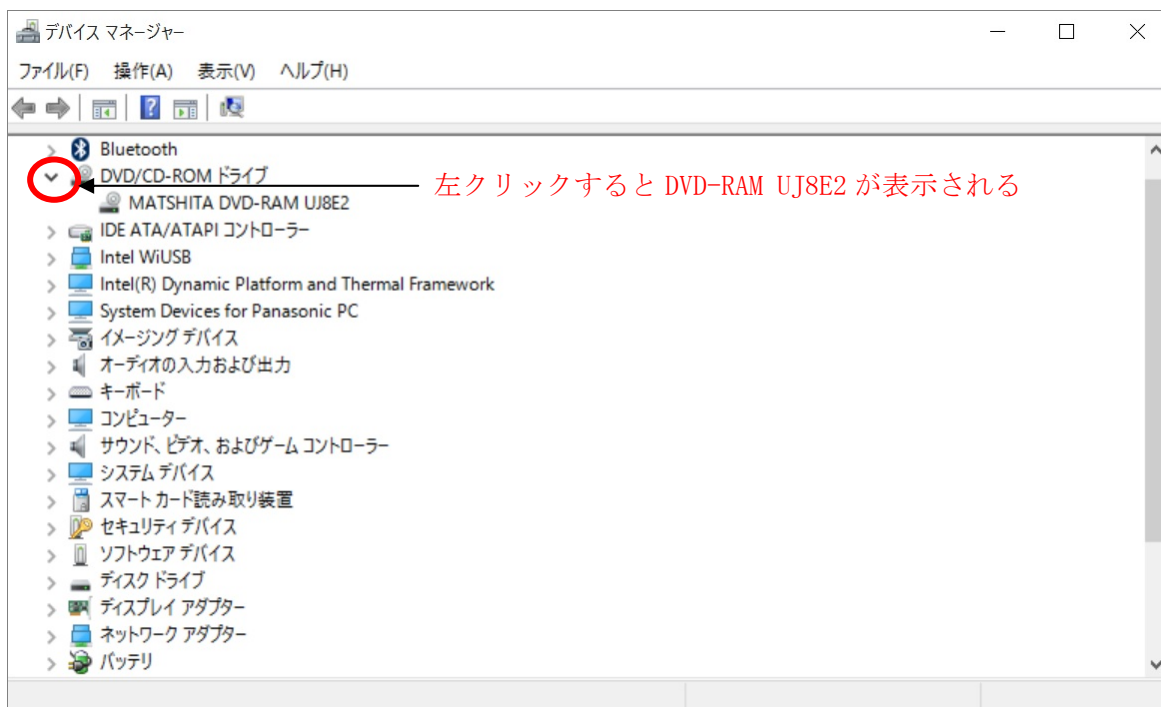 デバイス マネージャー
ファイル(F) 操作(A) 表示(V) ヘルプ(H)
Bluetooth
DVD/CD-ROM ドライブ
左クリックすると DVD-RAM UJ8E2 が表示される
MATSHITA DVD-RAM UJ8E2
IDE ATA/ATAPI コントローラー
Intel WiUSB
Intel(R) Dynamic Platform and Thermal Framework
System Devices for Panasonic PC
イメージング デバイス
オーディオの入力および出力
キーボード
コンピューター
サウンド、ビデオ、およびゲーム コントローラー
システム デバイス
スマート カード読み取り装置
セキュリティ デバイス
ソフトウェア デバイス
ディスク ドライブ
ディスプレイ アダプター
ネットワーク アダプター
バッテリ